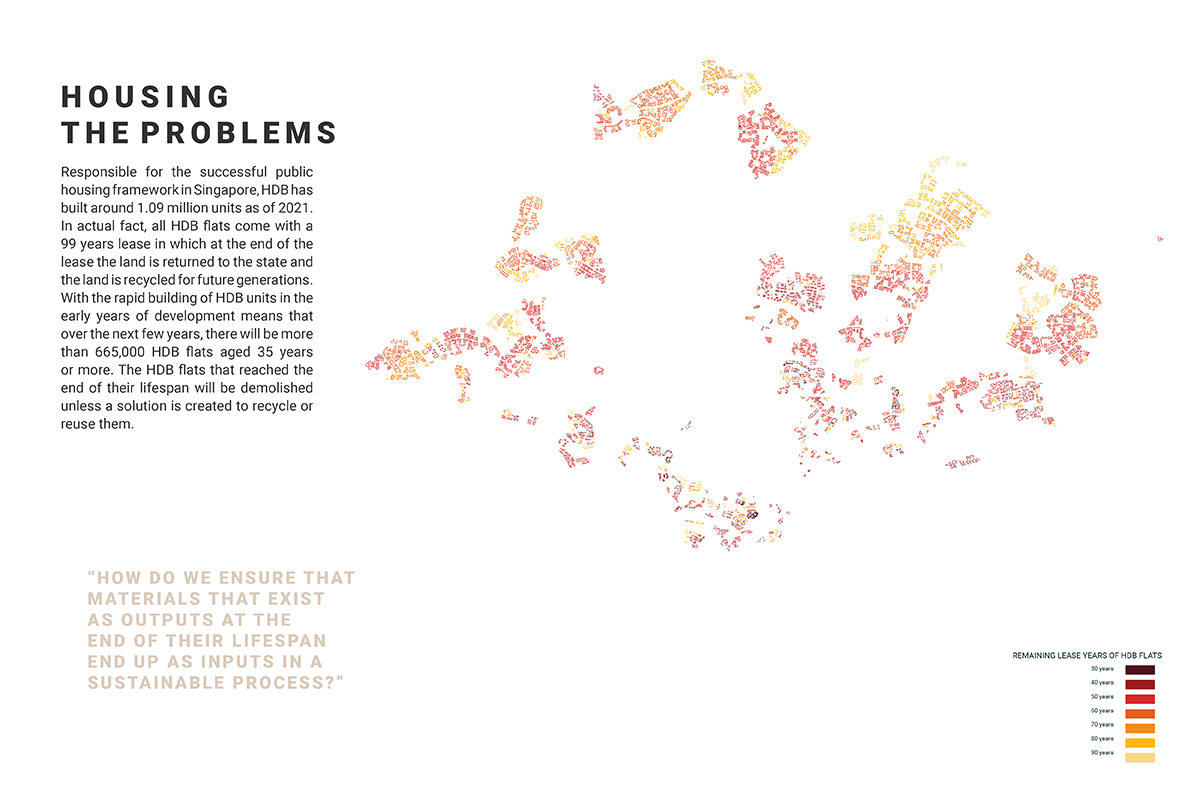 HOUSING
THE PROBLEMS
Responsible for the successful public
housing framework in Singapore, HDB has
built around 1.09 million units as of 2021.
In actual fact, all HDB flats come with a
99 years lease in which at the end of the
lease the land is returned to the state and
the land is recycled for future generations.
With the rapid building of HDB units in the
early years of development means that
over the next few years, there will be more
than 665,000 HDB flats aged 35 years
or more. The HDB flats that reached the
end of their lifespan will be demolished
unless a solution is created to recycle or
reuse them.
“HOW DO WE ENSURE THAT
MATERIALS THAT EXIST
AS OUTPUTS AT THE
END OF THEIR LIFESPAN
END UP AS INPUTS IN A
SUSTAINABLE PROCESS?”
REMAINING LEASE YEARS OF HDB FLATS
30 years
40 years
50 years
60 years
70 years
80 years
90 years